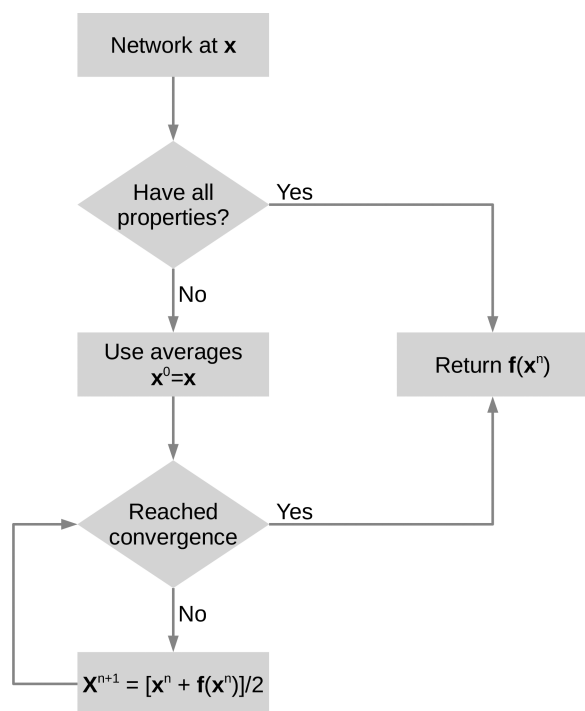 Network at x
Have all
properties?
Yes
No
Use averages
x⁰=x
Return f(xⁿ)
Reached
convergence
Yes
No
Xⁿ⁺¹ = [xⁿ + f(xⁿ)]/2